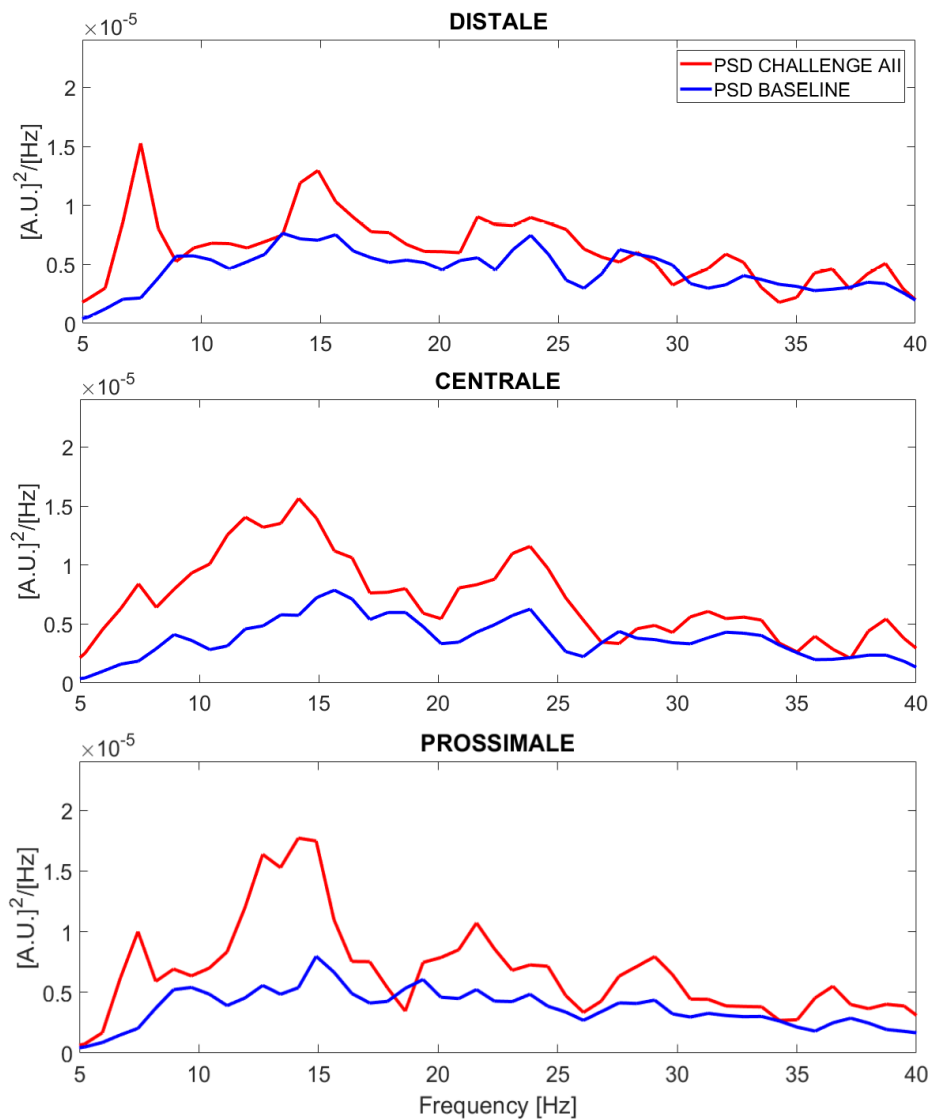 DISTALE
×10-5
PSD CHALLENGE AII
PSD BASELINE
2
1.5
1
0.5
0
[A.U.]2/[Hz]
5 10 15 20 25 30 35 40
CENTRALE
×10-5
2
1.5
1
0.5
0
[A.U.]2/[Hz]
5 10 15 20 25 30 35 40
PROSSIMALE
×10-5
2
1.5
1
0.5
0
[A.U.]2/[Hz]
5 10 15 20 25 30 35 40
Frequency [Hz]